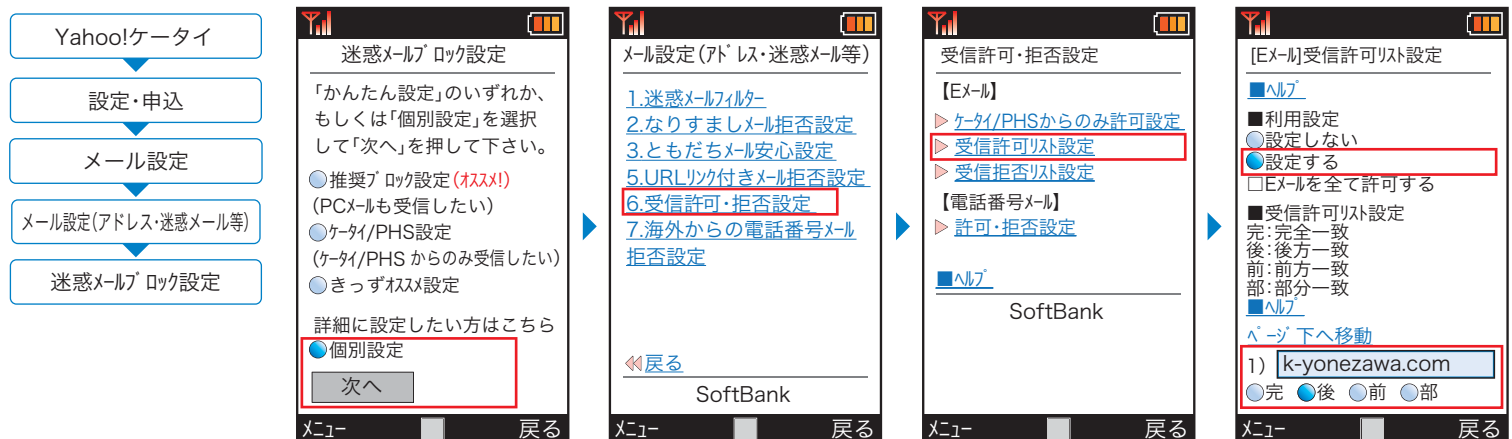 Yahoo!ケータイ
設定・申込
メール設定
メール設定(アドレス・迷惑メール等)
迷惑ﾒｰﾙﾌﾞﾛｯｸ設定
迷惑ﾒｰﾙﾌﾞﾛｯｸ設定
「かんたん設定」のいずれか、
もしくは「個別設定」を選択
して「次へ」を押して下さい。
推奨ﾌﾞﾛｯｸ設定(ｵｽｽﾒ!)
(PCﾒｰﾙも受信したい)
ｹｰﾀｲ/PHS設定
(ｹｰﾀｲ/PHS からのみ受信したい)
きっずｵｽｽﾒ設定
詳細に設定したい方はこちら
個別設定
次へ
ﾒﾆｭｰ 戻る
ﾒｰﾙ設定(ｱﾄﾞﾚｽ・迷惑ﾒｰﾙ等)
1.迷惑ﾒｰﾙﾌｨﾙﾀｰ
2.なりすましﾒｰﾙ拒否設定
3.ともだちﾒｰﾙ安心設定
5.URLﾘﾝｸ付きﾒｰﾙ拒否設定
6.受信許可・拒否設定
7.海外からの電話番号ﾒｰﾙ
拒否設定
戻る
SoftBank
ﾒﾆｭｰ 戻る
受信許可・拒否設定
【Eﾒｰﾙ】
ｹｰﾀｲ/PHSからのみ許可設定
受信許可ﾘｽﾄ設定
受信拒否ﾘｽﾄ設定
【電話番号ﾒｰﾙ】
許可・拒否設定
■ﾍﾙﾌﾟ
SoftBank
ﾒﾆｭｰ 戻る
[Eﾒｰﾙ]受信許可ﾘｽﾄ設定
■ﾍﾙﾌﾟ
■利用設定
設定しない
設定する
□Eﾒｰﾙを全て許可する
■受信許可ﾘｽﾄ設定
完:完全一致
後:後方一致
前:前方一致
部:部分一致
■ﾍﾙﾌﾟ
ﾍﾟｰｼﾞ下へ移動
1) k-yonezawa.com
完 後 前 部
ﾒﾆｭｰ 戻る